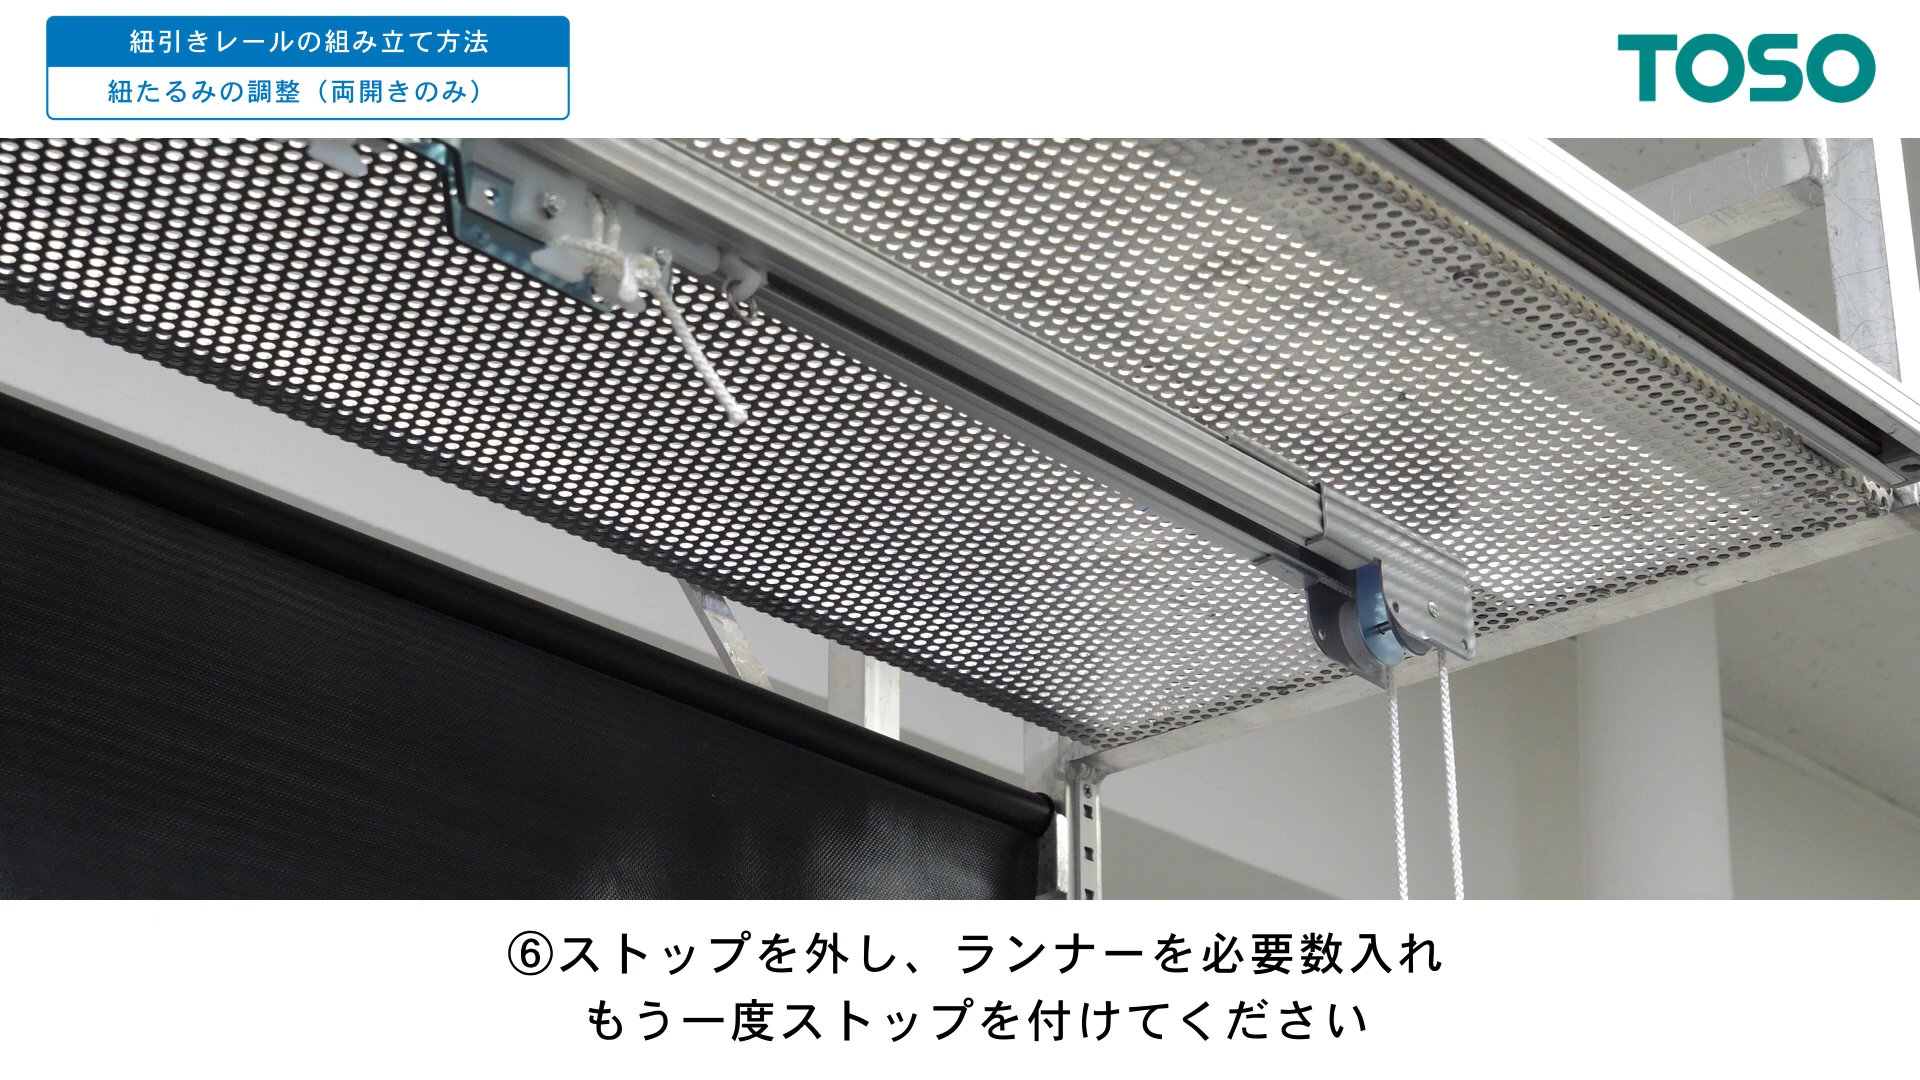 紐引きレールの組み立て方法
紐たるみの調整（両開きのみ）
TOSO
⑥ストップを外し、ランナーを必要数入れ
もう一度ストップを付けてください